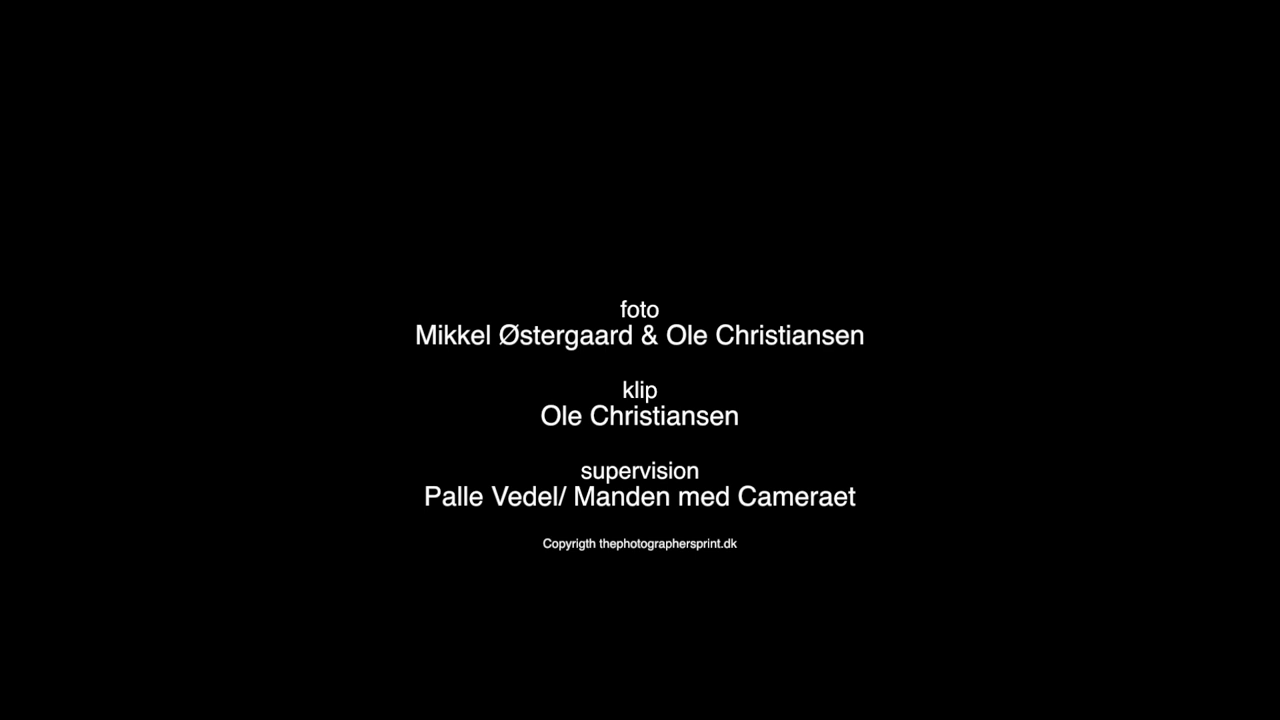 foto
Mikkel Østergaard & Ole Christiansen
klip
Ole Christiansen
supervision
Palle Vedel/ Manden med Cameraet
Copyrigth thephotographersprint.dk